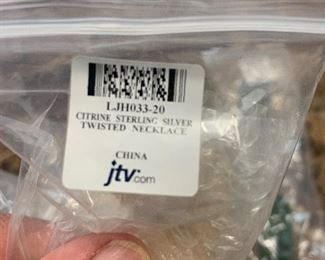 LJH033-20
CITRINE STERLING SILVER
TWISTED NECKLACE
CHINA
jtv.com